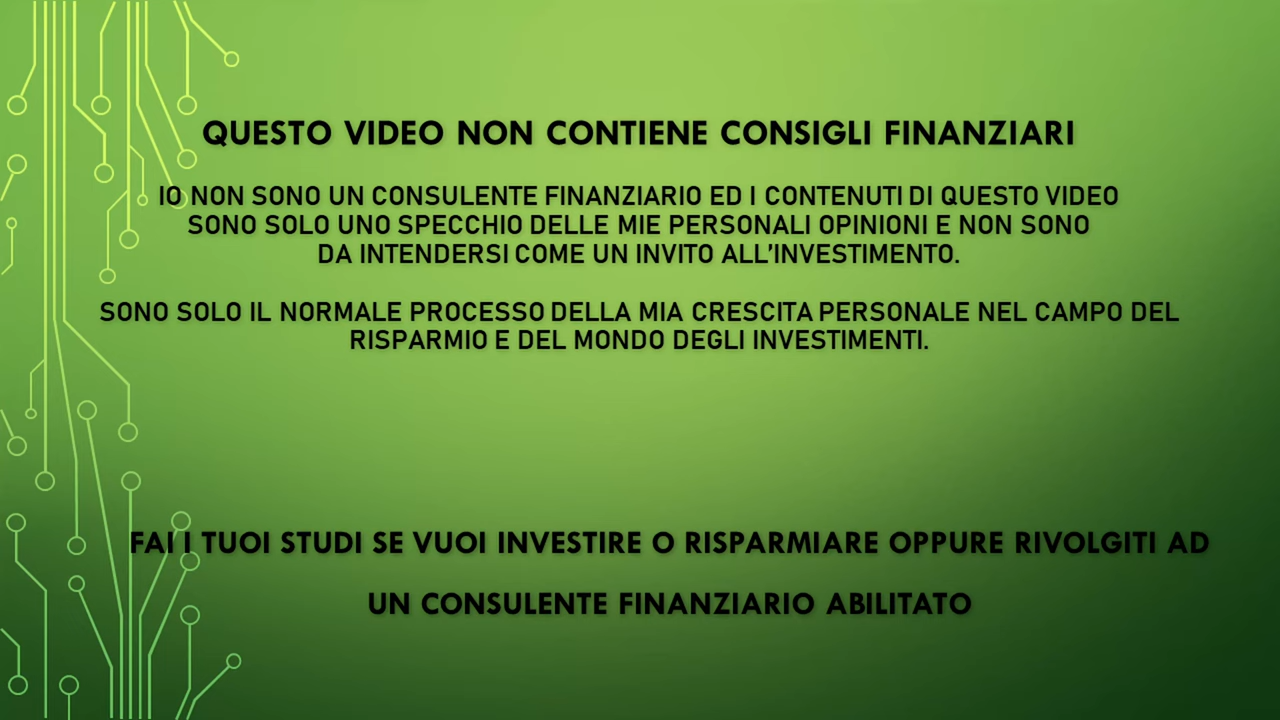 QUESTO VIDEO NON CONTIENE CONSIGLI FINANZIARI
IO NON SONO UN CONSULENTE FINANZIARIO ED I CONTENUTI DI QUESTO VIDEO
SONO SOLO UNO SPECCHIO DELLE MIE PERSONALI OPINIONI E NON SONO
DA INTENDERSI COME UN INVITO ALL'INVESTIMENTO.
SONO SOLO IL NORMALE PROCESSO DELLA MIA CRESCITA PERSONALE NEL CAMPO DEL
RISPARMIO E DEL MONDO DEGLI INVESTIMENTI.
FAI I TUOI STUDI SE VUOI INVESTIRE O RISPARMIARE OPPURE RIVOLGITI AD
UN CONSULENTE FINANZIARIO ABILITATO